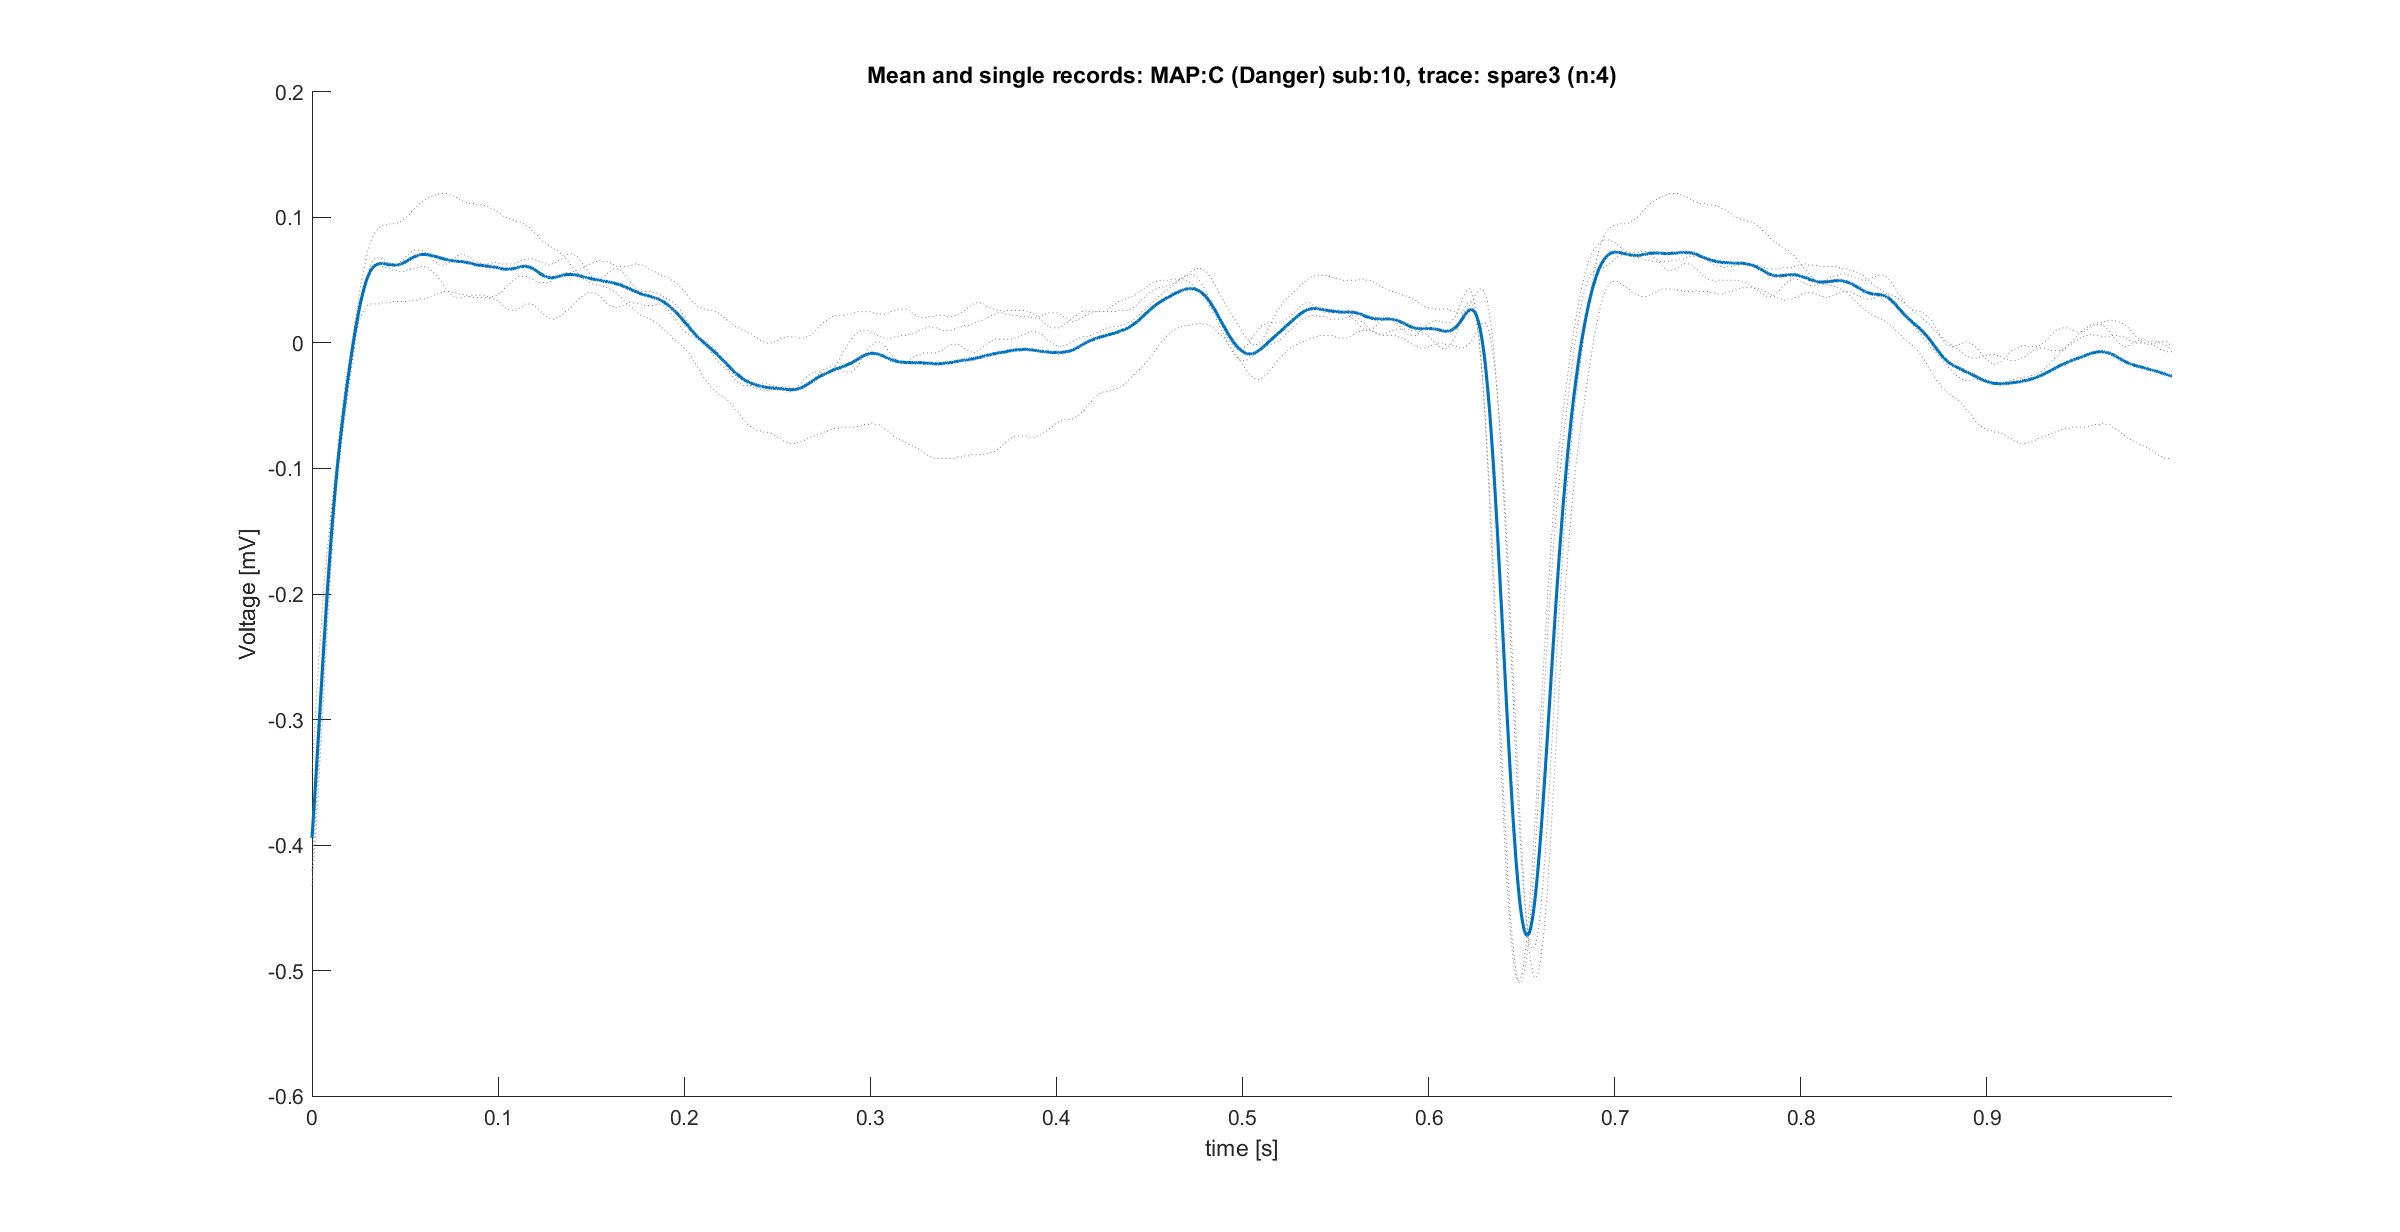 Mean and single records: MAP:C (Danger) sub:10, trace: spare3 (n:4)
0.2
0.1
0
-0.1
-0.2
-0.3
-0.4
-0.5
-0.6
Voltage [mV]
0 0.1 0.2 0.3 0.4 0.5 0.6 0.7 0.8 0.9
time [s]